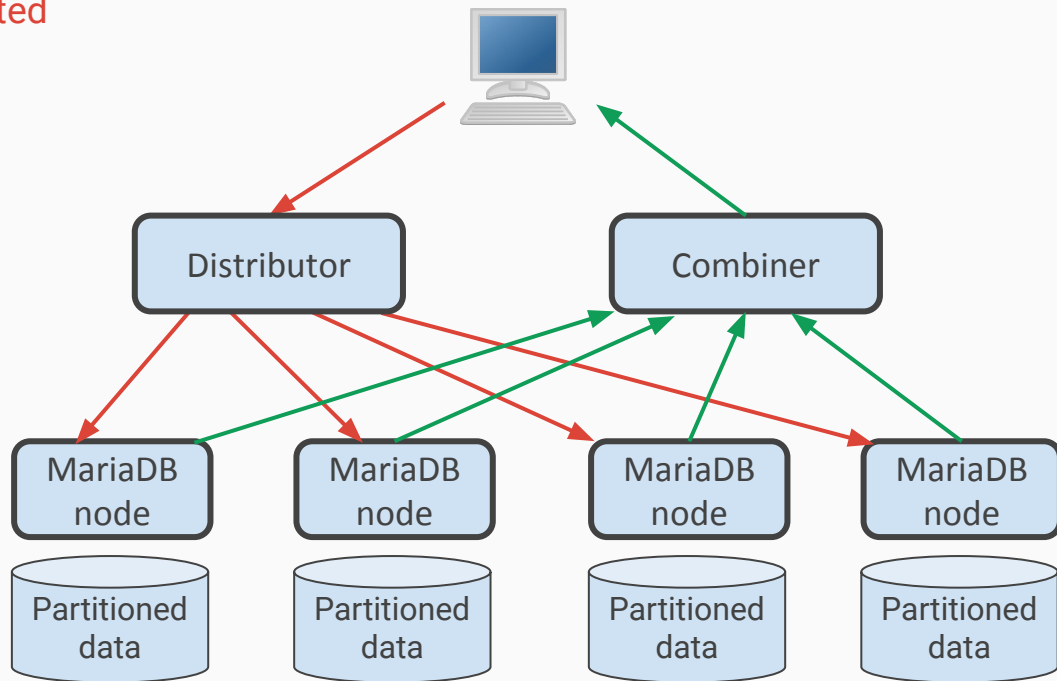 ted
Distributor
Combiner
MariaDB
node
MariaDB
node
MariaDB
node
MariaDB
node
Partitioned
data
Partitioned
data
Partitioned
data
Partitioned
data